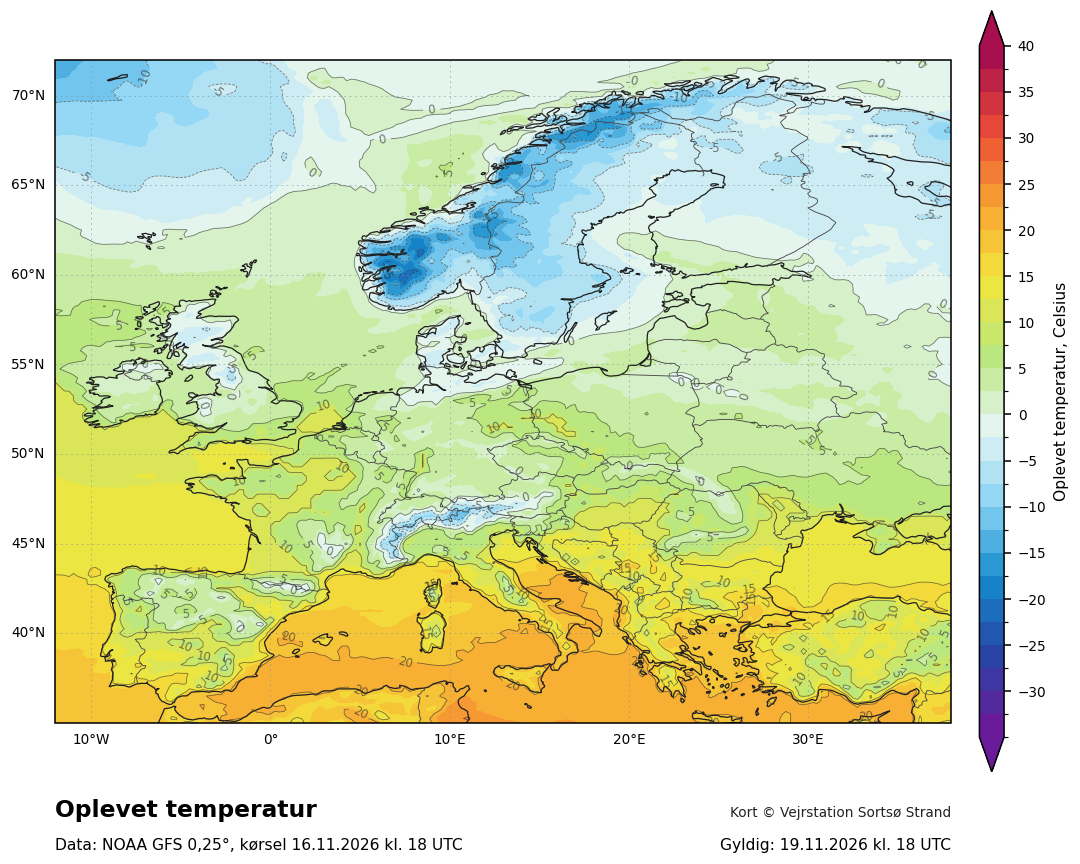 70°N
65°N
60°N
55°N
50°N
45°N
40°N
10°W
0°
10°E
20°E
30°E
40
35
30
25
20
15
10
5
0
−5
−10
−15
−20
−25
−30
Oplevet temperatur, Celsius
Oplevet temperatur
Kort © Vejrstation Sortsø Strand
Data: NOAA GFS 0,25°, kørsel 16.11.2026 kl. 18 UTC
Gyldig: 19.11.2026 kl. 18 UTC